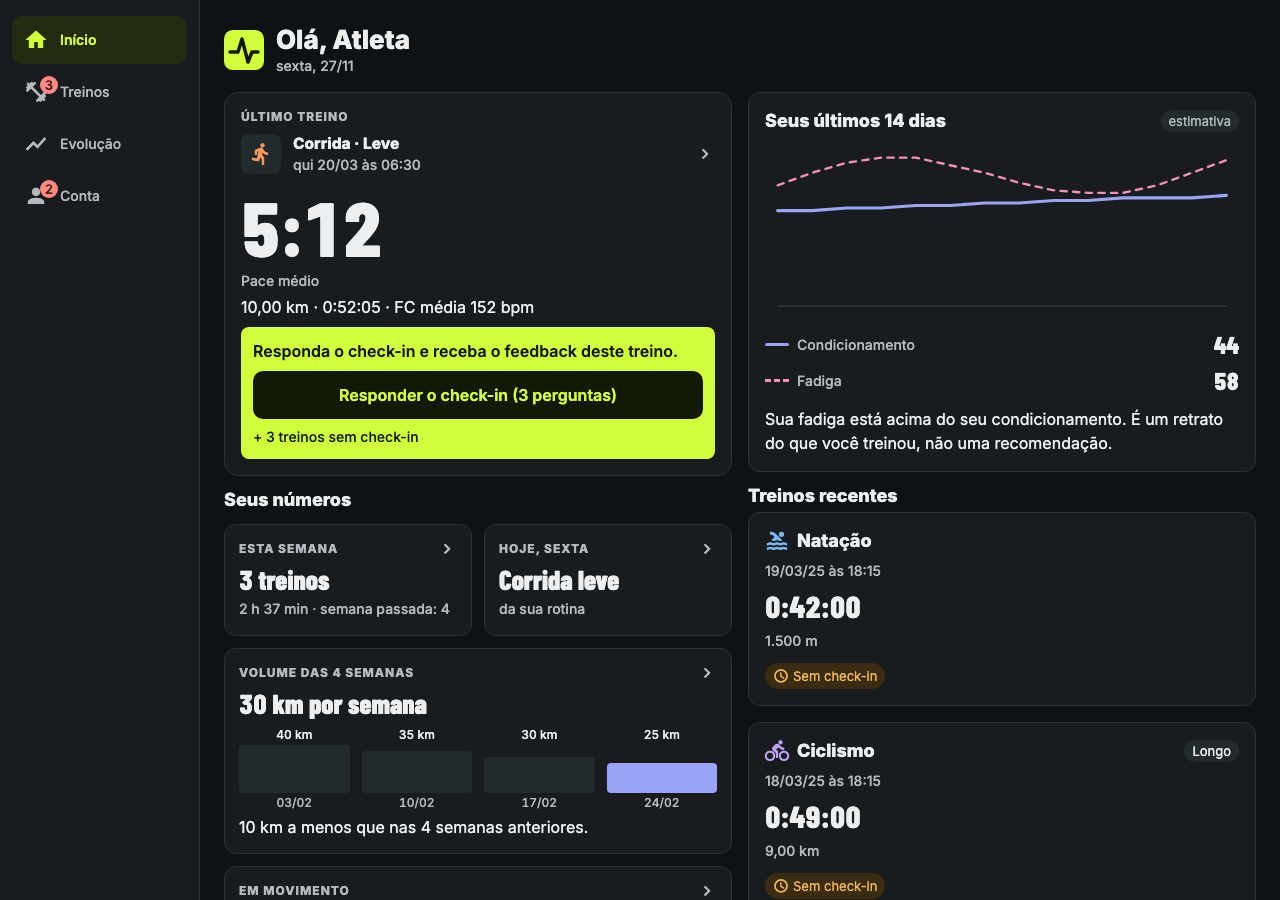 Início
3
Treinos
Evolução
2
Conta
Olá, Atleta
sexta, 27/11
ÚLTIMO TREINO
Corrida · Leve
qui 20/03 às 06:30
5:12
Pace médio
10,00 km · 0:52:05 · FC média 152 bpm
Responda o check-in e receba o feedback deste treino.
Responder o check-in (3 perguntas)
+ 3 treinos sem check-in
Seus números
ESTA SEMANA
3 treinos
2 h 37 min · semana passada: 4
HOJE, SEXTA
Corrida leve
da sua rotina
VOLUME DAS 4 SEMANAS
30 km por semana
40 km 35 km 30 km 25 km
03/02 10/02 17/02 24/02
10 km a menos que nas 4 semanas anteriores.
EM MOVIMENTO
Seus últimos 14 dias
estimativa
Condicionamento 44
Fadiga 58
Sua fadiga está acima do seu condicionamento. É um retrato
do que você treinou, não uma recomendação.
Treinos recentes
Natação
19/03/25 às 18:15
0:42:00
1.500 m
Sem check-in
Ciclismo
Longo
18/03/25 às 18:15
0:49:00
9,00 km
Sem check-in